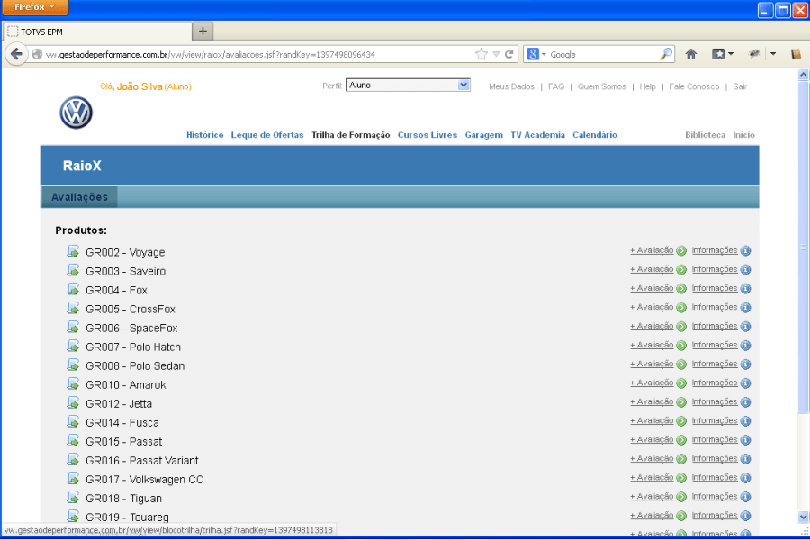 Firefox
TOTVS EPM
vw.gestaodeperformance.com.br/vw/view/raiox/avaliacoes.jsf?randKey=1397498096434
Google
Olá, João Silva (Aluno)
Perfil: Aluno
Meus Dados | FAQ | Quem Somos | Help | Fale Conosco | Sair
Histórico Leque de Ofertas Trilha de Formação Cursos Livres Garagem TV Academia Calendário Biblioteca Início
RaioX
Avaliações
Produtos:
GR002 - Voyage + Avaliação Informações
GR003 - Saveiro + Avaliação Informações
GR004 - Fox + Avaliação Informações
GR005 - CrossFox + Avaliação Informações
GR006 - SpaceFox + Avaliação Informações
GR007 - Polo Hatch + Avaliação Informações
GR008 - Polo Sedan + Avaliação Informações
GR010 - Amarok + Avaliação Informações
GR012 - Jetta + Avaliação Informações
GR014 - Fusca + Avaliação Informações
GR015 - Passat + Avaliação Informações
GR016 - Passat Variant + Avaliação Informações
GR017 - Volkswagen CC + Avaliação Informações
GR018 - Tiguan + Avaliação Informações
GR019 - Touareg + Avaliação Informações
vw.gestaodeperformance.com.br/vw/view/blocotrilha/trilha.jsf?randKey=1397498113813 + Avaliação Informações